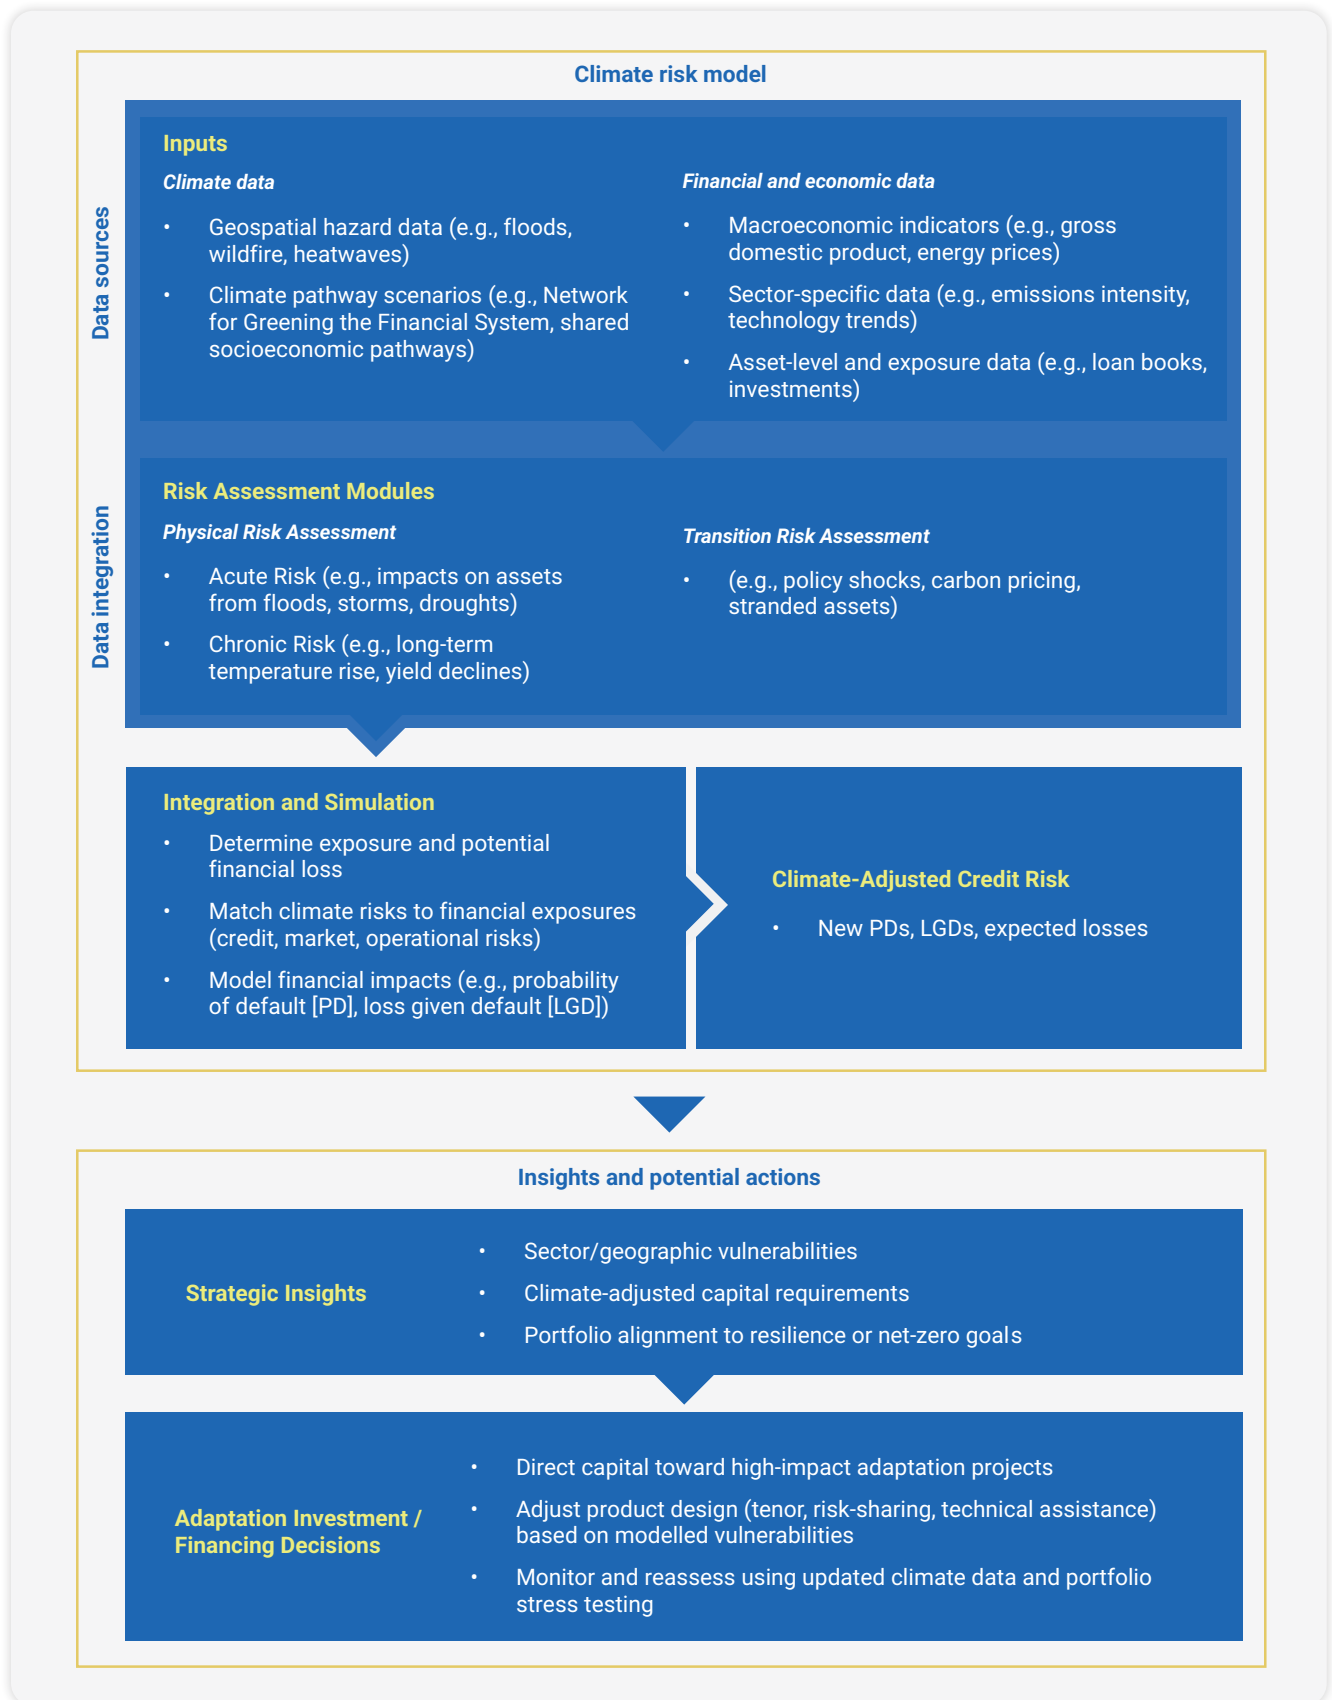 Climate risk model
Data sources
Inputs
Climate data
• Geospatial hazard data (e.g., floods,
wildfire, heatwaves)
• Climate pathway scenarios (e.g., Network
for Greening the Financial System, shared
socioeconomic pathways)
Financial and economic data
• Macroeconomic indicators (e.g., gross
domestic product, energy prices)
• Sector-specific data (e.g., emissions intensity,
technology trends)
• Asset-level and exposure data (e.g., loan books,
investments)
Data integration
Risk Assessment Modules
Physical Risk Assessment
• Acute Risk (e.g., impacts on assets
from floods, storms, droughts)
• Chronic Risk (e.g., long-term
temperature rise, yield declines)
Transition Risk Assessment
• (e.g., policy shocks, carbon pricing,
stranded assets)
Integration and Simulation
• Determine exposure and potential
financial loss
• Match climate risks to financial exposures
(credit, market, operational risks)
• Model financial impacts (e.g., probability
of default [PD], loss given default [LGD])
Climate-Adjusted Credit Risk
• New PDs, LGDs, expected losses
Insights and potential actions
Strategic Insights
• Sector/geographic vulnerabilities
• Climate-adjusted capital requirements
• Portfolio alignment to resilience or net-zero goals
Adaptation Investment /
Financing Decisions
• Direct capital toward high-impact adaptation projects
• Adjust product design (tenor, risk-sharing, technical assistance)
based on modelled vulnerabilities
• Monitor and reassess using updated climate data and portfolio
stress testing